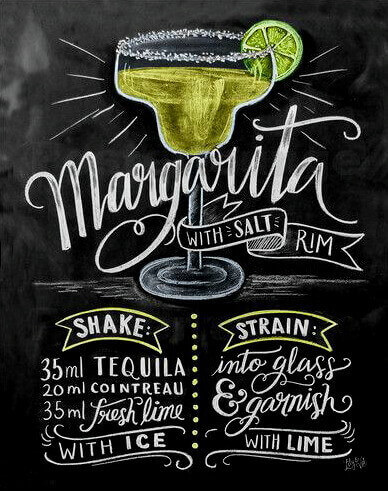 Margarita
WITH SALT RIM
SHAKE:
35ml TEQUILA
20ml COINTREAU
35ml fresh lime
WITH ICE
STRAIN:
into glass
& garnish
WITH LIME